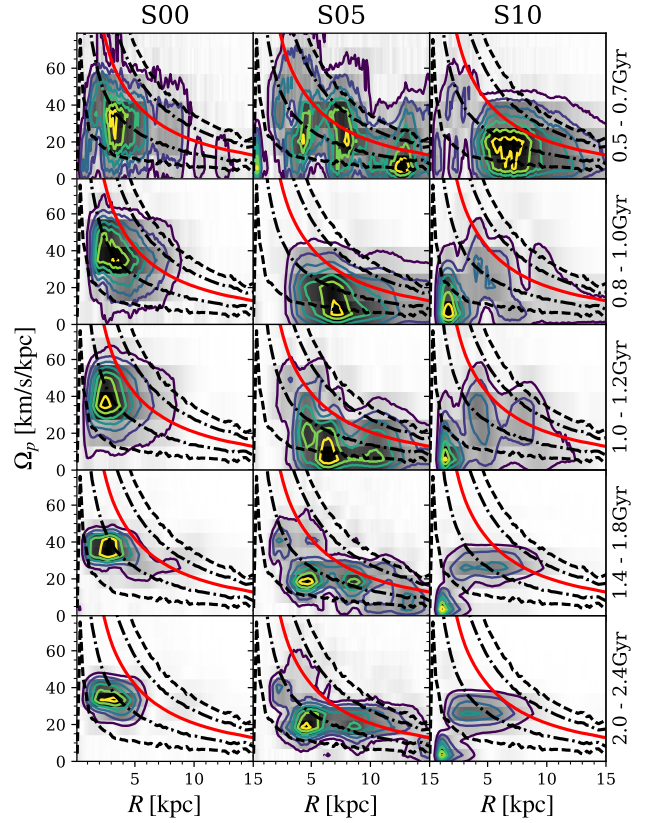 S00 S05 S10
60
40
20
0
0.5 - 0.7Gyr
60
40
20
0
0.8 - 1.0Gyr
60
40
20
0
Ω_p [km/s/kpc]
1.0 - 1.2Gyr
60
40
20
0
1.4 - 1.8Gyr
60
40
20
0
2.0 - 2.4Gyr
5 10 15 5 10 15 5 10 15
R [kpc] R [kpc] R [kpc]